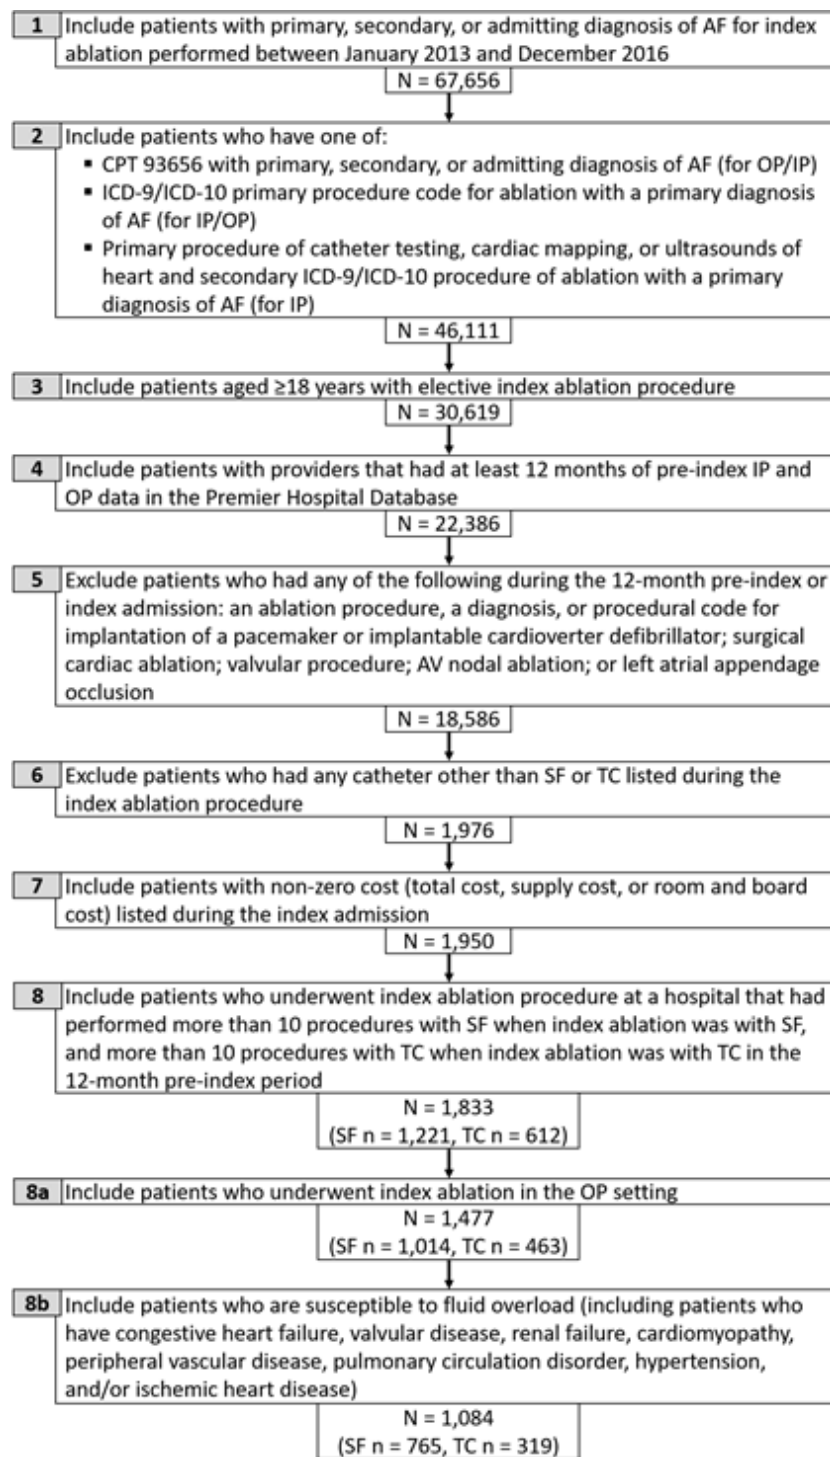 1 Include patients with primary, secondary, or admitting diagnosis of AF for index
ablation performed between January 2013 and December 2016
N = 67,656
2 Include patients who have one of:
▪ CPT 93656 with primary, secondary, or admitting diagnosis of AF (for OP/IP)
▪ ICD-9/ICD-10 primary procedure code for ablation with a primary diagnosis
of AF (for IP/OP)
▪ Primary procedure of catheter testing, cardiac mapping, or ultrasounds of
heart and secondary ICD-9/ICD-10 procedure of ablation with a primary
diagnosis of AF (for IP)
N = 46,111
3 Include patients aged ≥18 years with elective index ablation procedure
N = 30,619
4 Include patients with providers that had at least 12 months of pre-index IP and
OP data in the Premier Hospital Database
N = 22,386
5 Exclude patients who had any of the following during the 12-month pre-index or
index admission: an ablation procedure, a diagnosis, or procedural code for
implantation of a pacemaker or implantable cardioverter defibrillator; surgical
cardiac ablation; valvular procedure; AV nodal ablation; or left atrial appendage
occlusion
N = 18,586
6 Exclude patients who had any catheter other than SF or TC listed during the
index ablation procedure
N = 1,976
7 Include patients with non-zero cost (total cost, supply cost, or room and board
cost) listed during the index admission
N = 1,950
8 Include patients who underwent index ablation procedure at a hospital that had
performed more than 10 procedures with SF when index ablation was with SF,
and more than 10 procedures with TC when index ablation was with TC in the
12-month pre-index period
N = 1,833
(SF n = 1,221, TC n = 612)
8a Include patients who underwent index ablation in the OP setting
N = 1,477
(SF n = 1,014, TC n = 463)
8b Include patients who are susceptible to fluid overload (including patients who
have congestive heart failure, valvular disease, renal failure, cardiomyopathy,
peripheral vascular disease, pulmonary circulation disorder, hypertension,
and/or ischemic heart disease)
N = 1,084
(SF n = 765, TC n = 319)